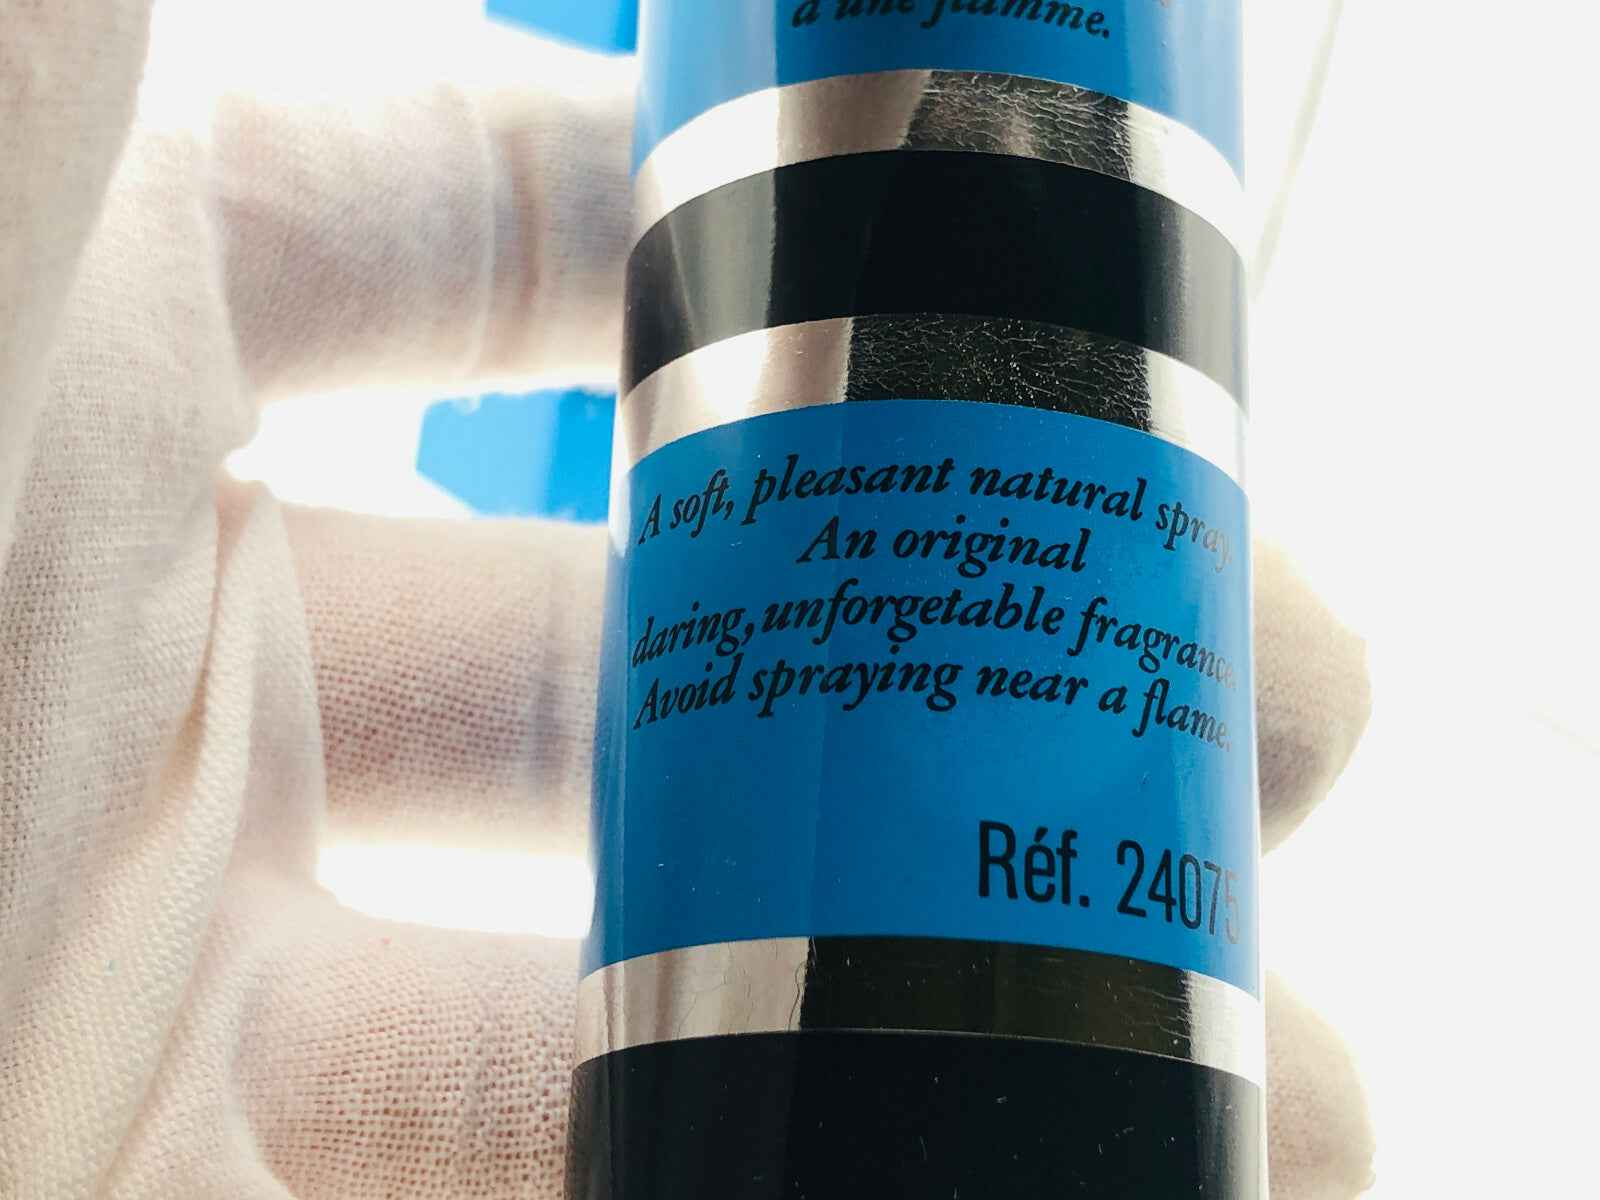 à une flamme.
A soft, pleasant natural spray.
An original
daring, unforgetable fragrance.
Avoid spraying near a flame.
Réf. 24075